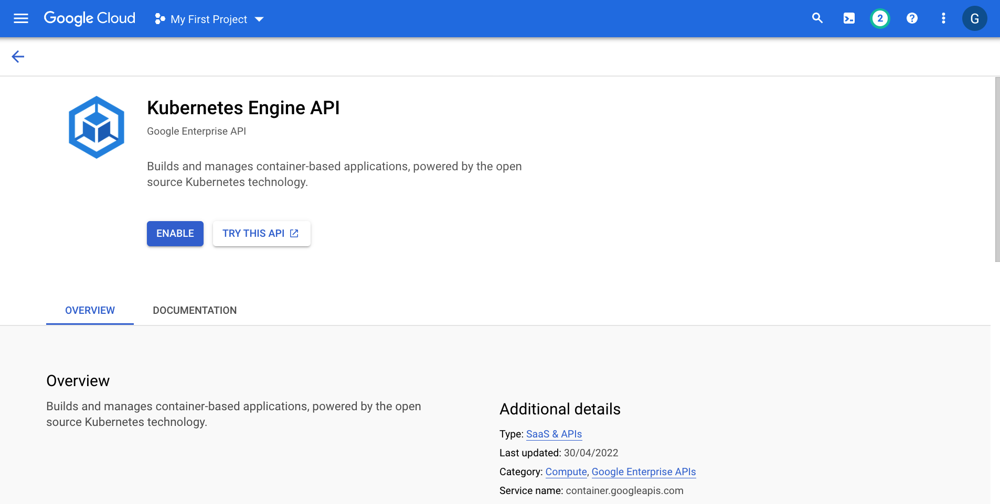 Google Cloud
My First Project
2
G
Kubernetes Engine API
Google Enterprise API
Builds and manages container-based applications, powered by the open
source Kubernetes technology.
ENABLE
TRY THIS API
OVERVIEW
DOCUMENTATION
Overview
Builds and manages container-based applications, powered by the open
source Kubernetes technology.
Additional details
Type: SaaS & APIs
Last updated: 30/04/2022
Category: Compute, Google Enterprise APIs
Service name: container.googleapis.com